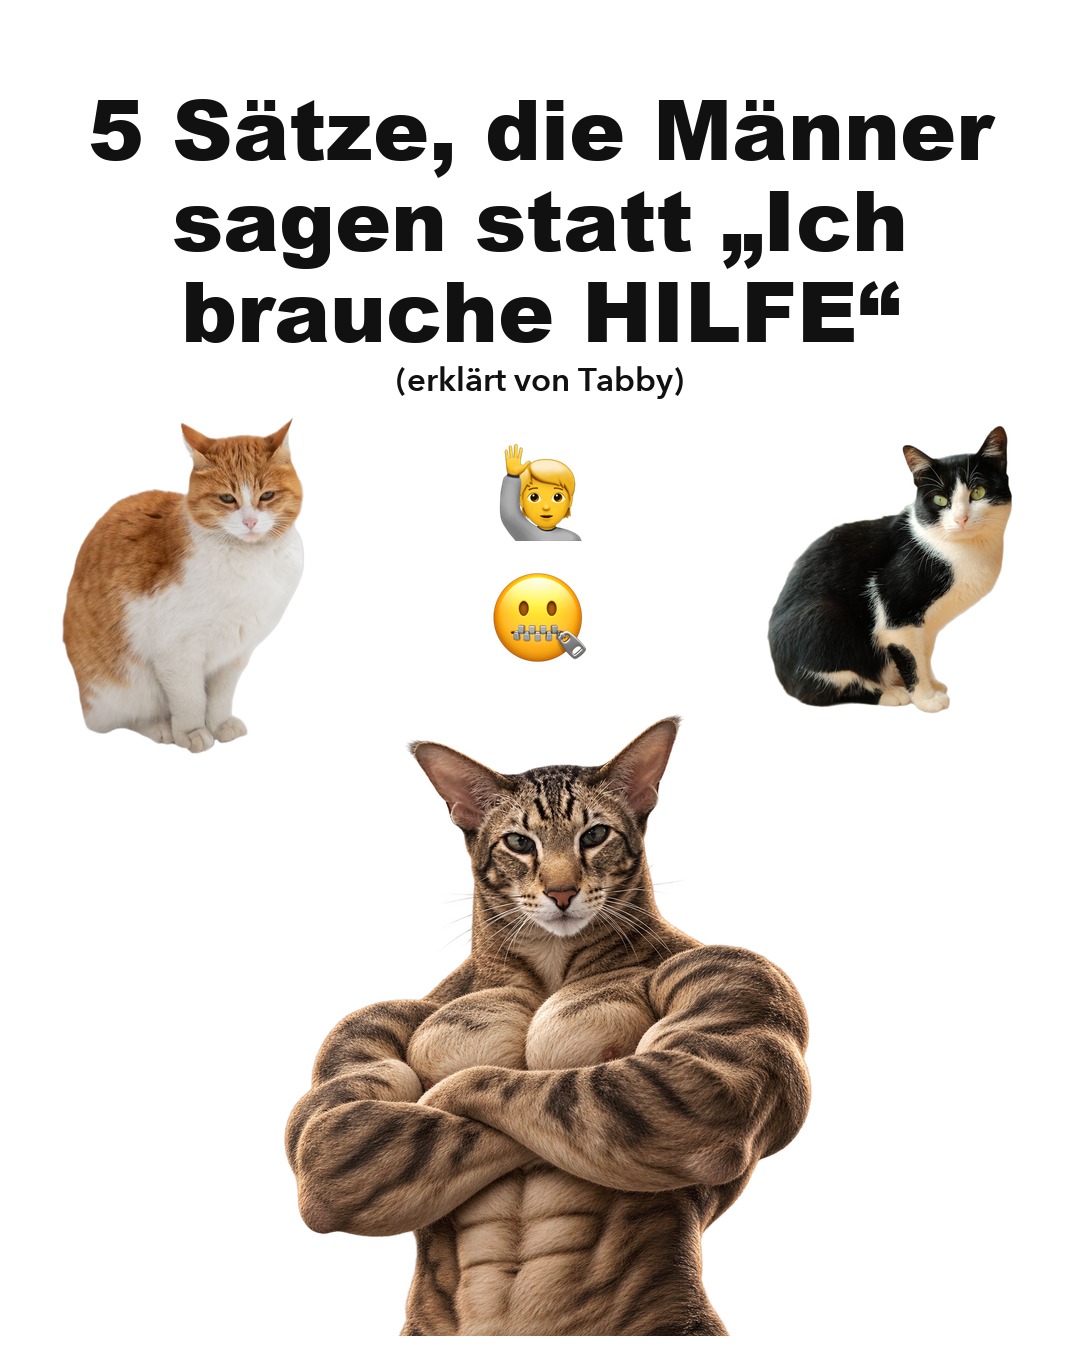 5 Sätze, die Männer
sagen statt „Ich
brauche HILFE“
(erklärt von Tabby)